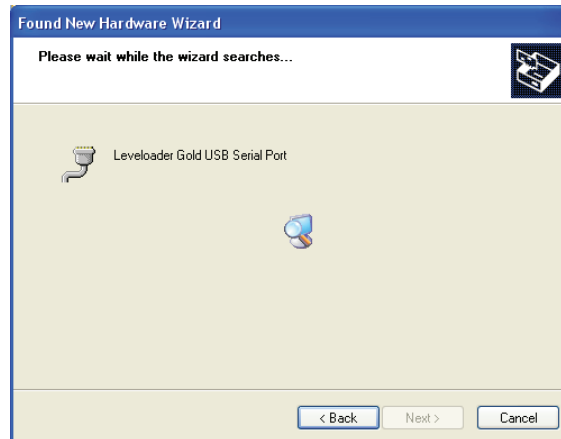 Found New Hardware Wizard
Please wait while the wizard searches...
Leveloader Gold USB Serial Port
< Back
Next >
Cancel